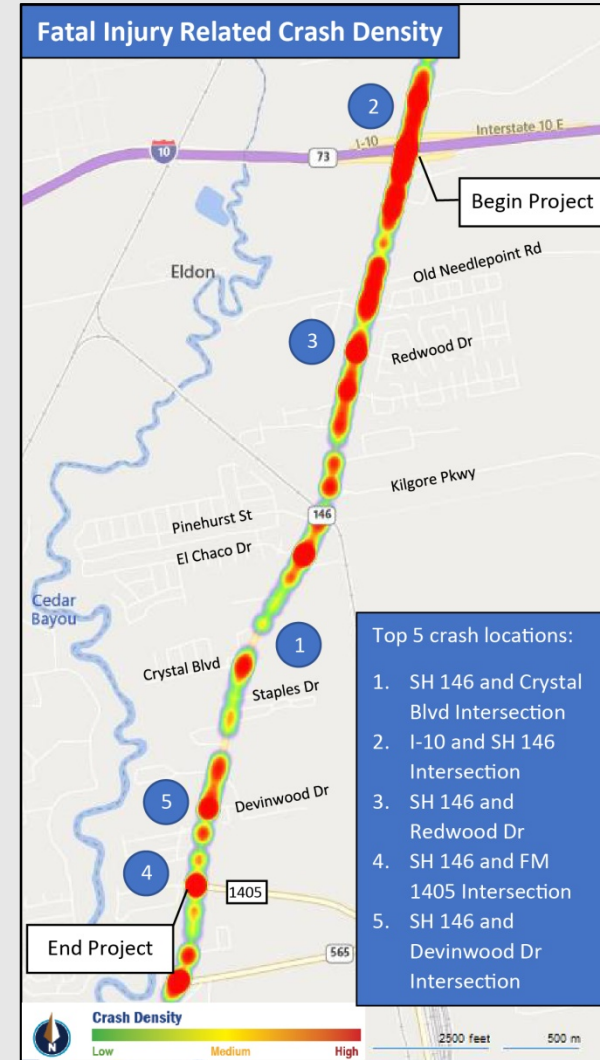 Fatal Injury Related Crash Density
2
I-10
Interstate 10 E
10
73
Begin Project
Eldon
Old Needlepoint Rd
3
Redwood Dr
Kilgore Pkwy
Pinehurst St
146
El Chaco Dr
Cedar
Bayou
1
Crystal Blvd
Staples Dr
5
Devinwood Dr
4
1405
End Project
565
Top 5 crash locations:
1. SH 146 and Crystal
Blvd Intersection
2. I-10 and SH 146
Intersection
3. SH 146 and
Redwood Dr
4. SH 146 and FM
1405 Intersection
5. SH 146 and
Devinwood Dr
Intersection
N
Crash Density
Low
Medium
High
2500 feet
500 m